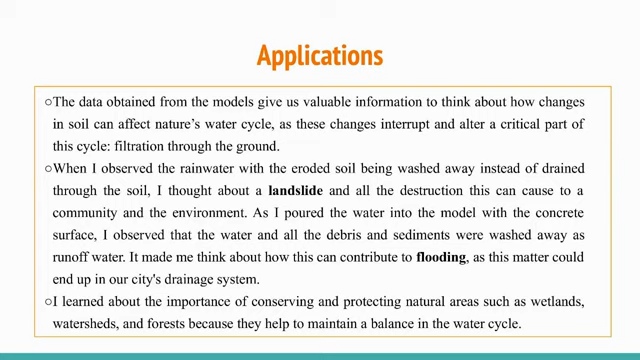 Applications
○The data obtained from the models give us valuable information to think about how changes
in soil can affect nature's water cycle, as these changes interrupt and alter a critical part of
this cycle: filtration through the ground.
○When I observed the rainwater with the eroded soil being washed away instead of drained
through the soil, I thought about a landslide and all the destruction this can cause to a
community and the environment. As I poured the water into the model with the concrete
surface, I observed that the water and all the debris and sediments were washed away as
runoff water. It made me think about how this can contribute to flooding, as this matter could
end up in our city's drainage system.
○I learned about the importance of conserving and protecting natural areas such as wetlands,
watersheds, and forests because they help to maintain a balance in the water cycle.